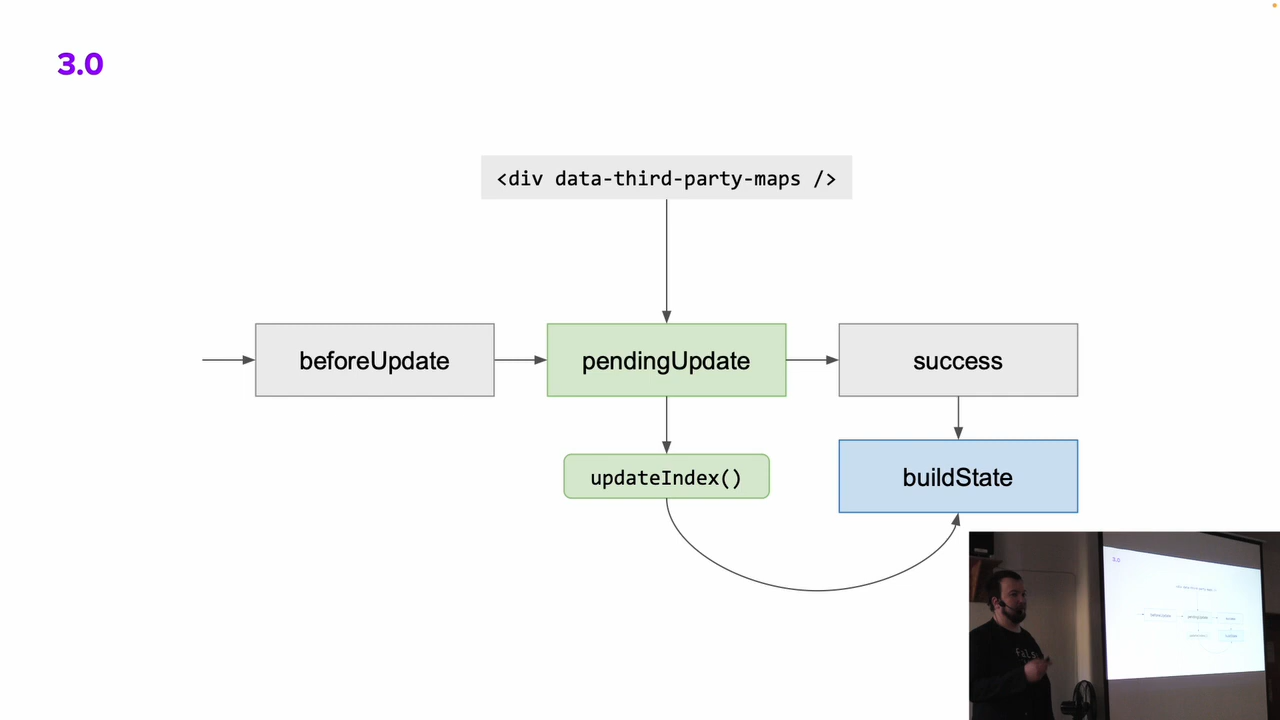 3.0
<div data-third-party-maps />
beforeUpdate
pendingUpdate
success
updateIndex()
buildState